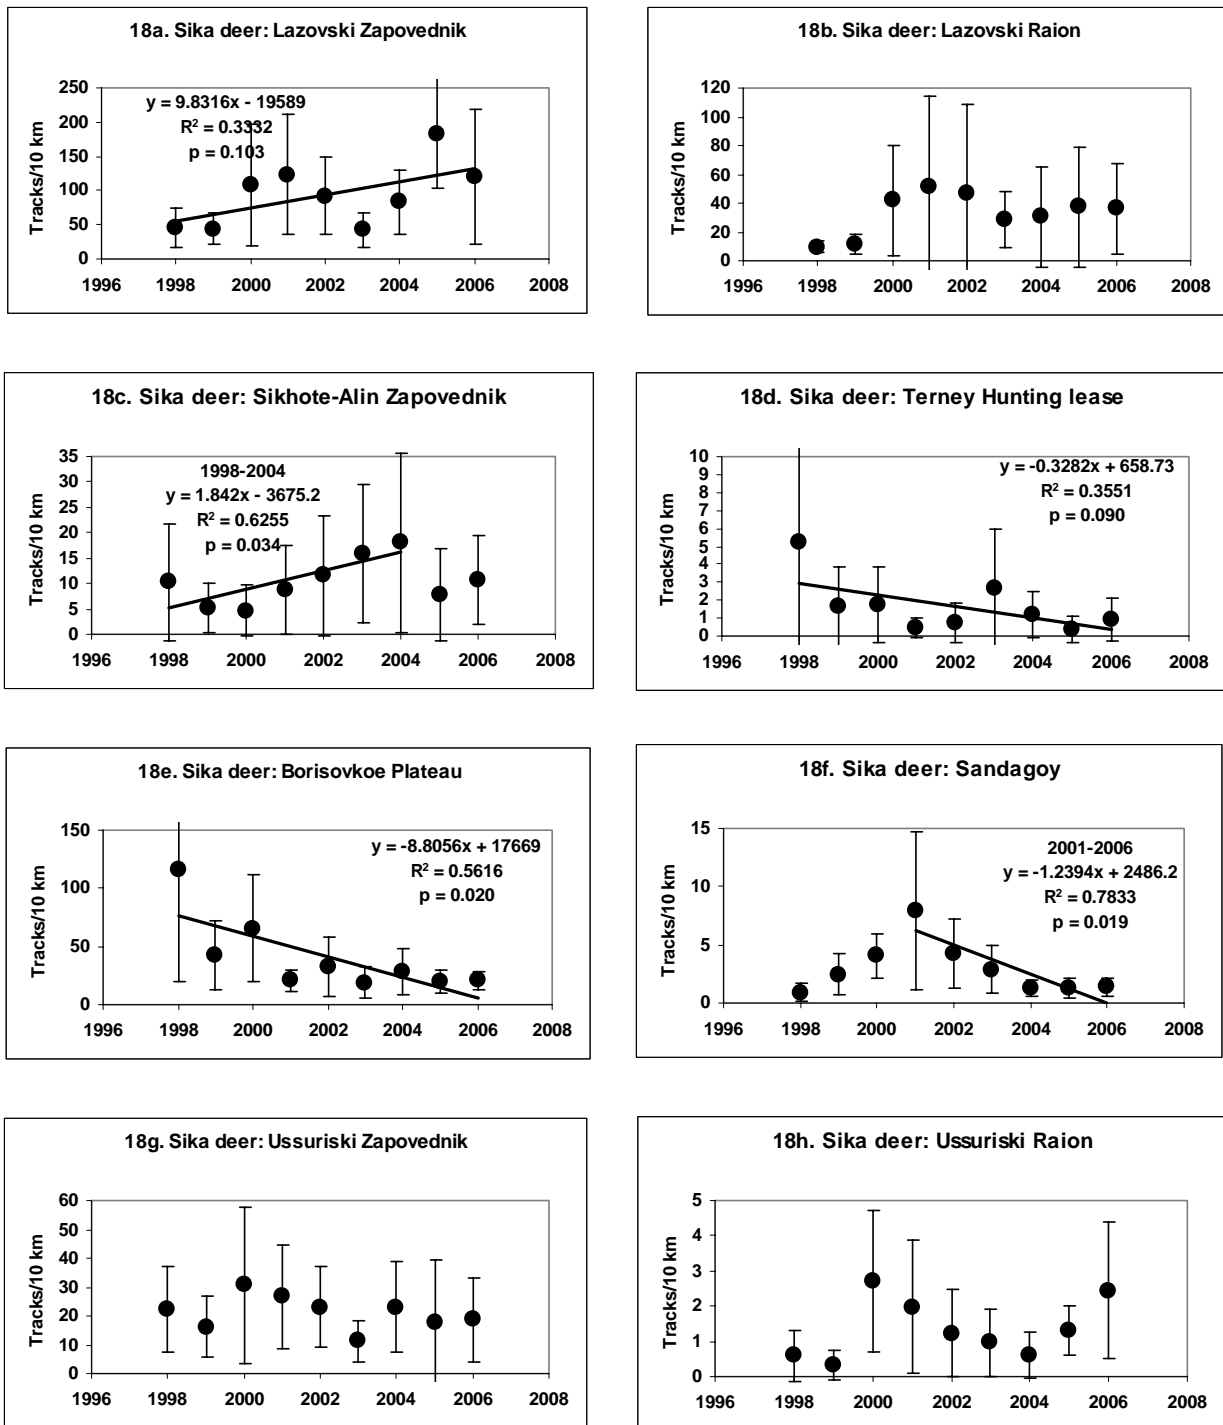 18a. Sika deer: Lazovski Zapovednik
y = 9.8316x - 19589
R² = 0.3332
p = 0.103
Tracks/10 km
250
200
150
100
50
0
1996 1998 2000 2002 2004 2006 2008
18b. Sika deer: Lazovski Raion
Tracks/10 km
120
100
80
60
40
20
0
1996 1998 2000 2002 2004 2006 2008
18c. Sika deer: Sikhote-Alin Zapovednik
1998-2004
y = 1.842x - 3675.2
R² = 0.6255
p = 0.034
Tracks/10 km
35
30
25
20
15
10
5
0
1996 1998 2000 2002 2004 2006 2008
18d. Sika deer: Terney Hunting lease
y = -0.3282x + 658.73
R² = 0.3551
p = 0.090
Tracks/10 km
10
9
8
7
6
5
4
3
2
1
0
1996 1998 2000 2002 2004 2006 2008
18e. Sika deer: Borisovkoe Plateau
y = -8.8056x + 17669
R² = 0.5616
p = 0.020
Tracks/10 km
150
100
50
0
1996 1998 2000 2002 2004 2006 2008
18f. Sika deer: Sandagoy
2001-2006
y = -1.2394x + 2486.2
R² = 0.7833
p = 0.019
Tracks/10 km
15
10
5
0
1996 1998 2000 2002 2004 2006 2008
18g. Sika deer: Ussuriski Zapovednik
Tracks/10 km
60
50
40
30
20
10
0
1996 1998 2000 2002 2004 2006 2008
18h. Sika deer: Ussuriski Raion
Tracks/10 km
5
4
3
2
1
0
1996 1998 2000 2002 2004 2006 2008